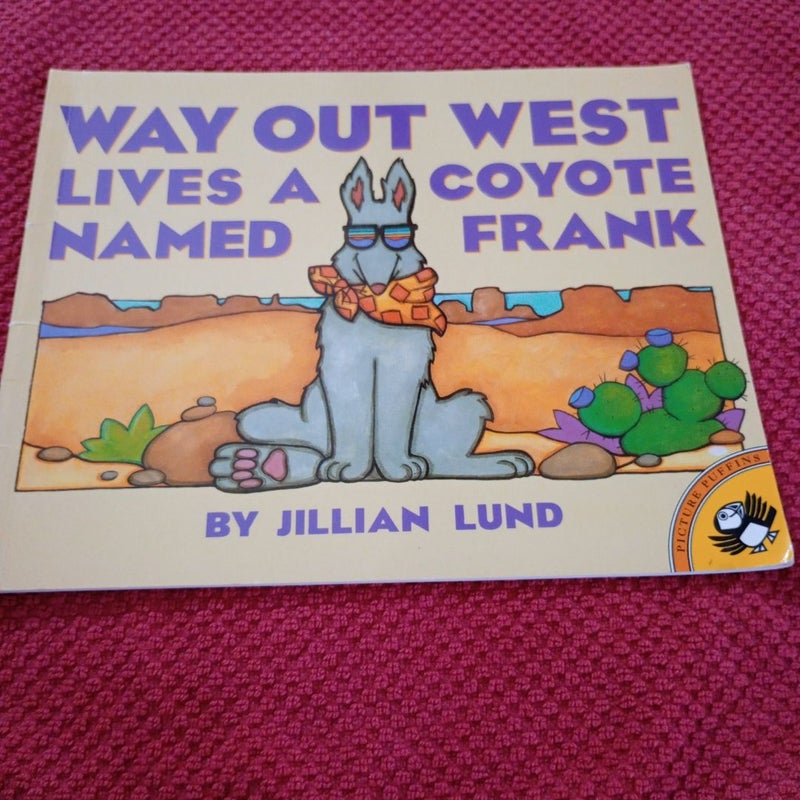 WAY OUT WEST
LIVES A COYOTE
NAMED FRANK
BY JILLIAN LUND
PICTURE PUFFINS